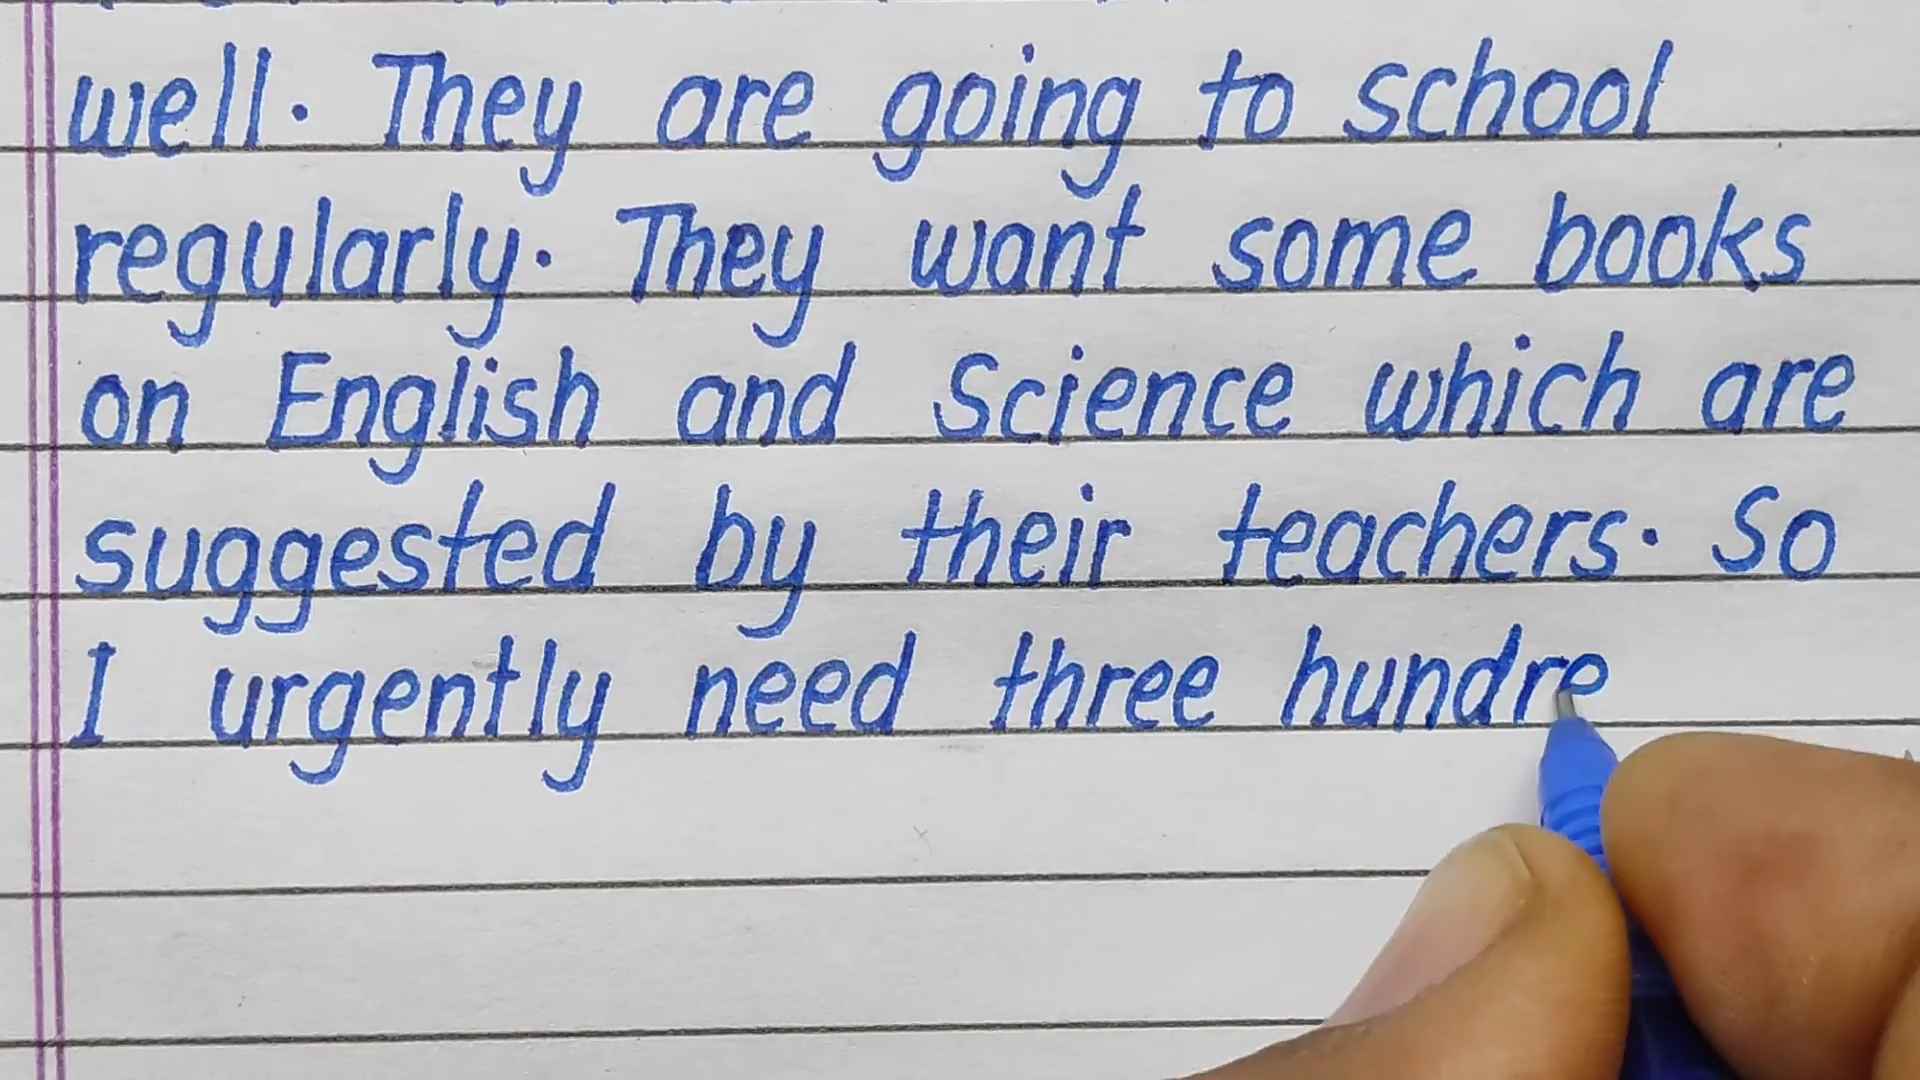 well. They are going to school
regularly. They want some books
on English and Science which are
suggested by their teachers. So
I urgently need three hundre